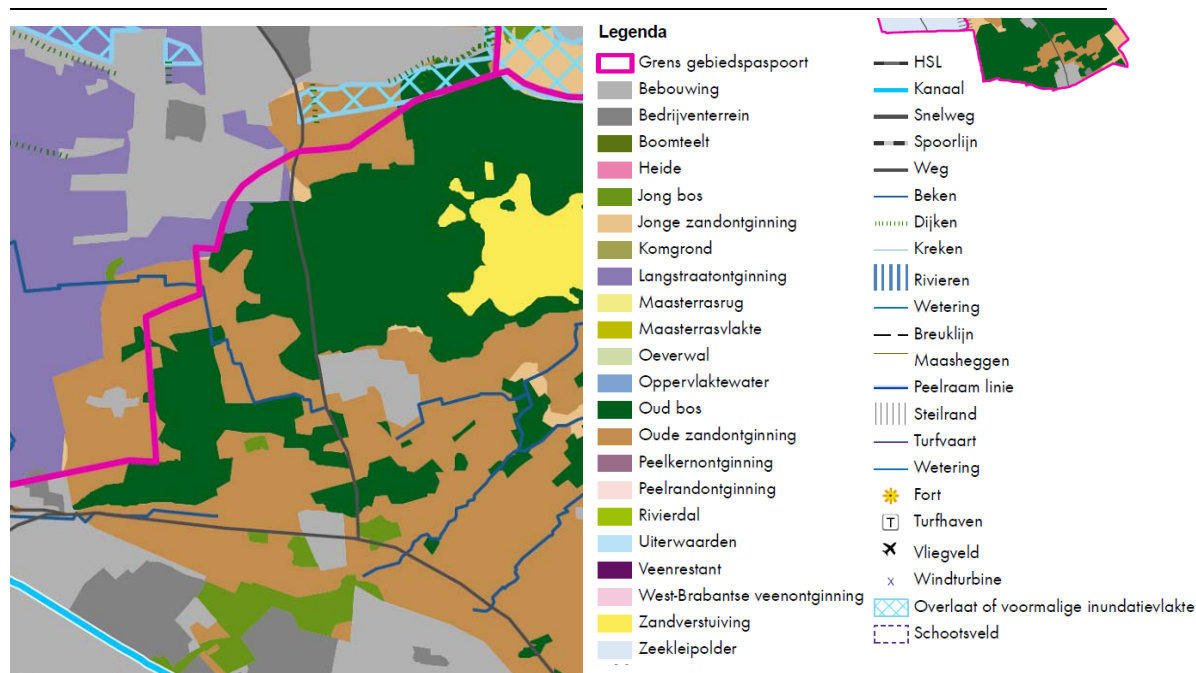 Legenda
Grens gebiedspaspoort
Bebouwing
Bedrijventerrein
Boomteelt
Heide
Jong bos
Jonge zandontginning
Komgrond
Langstraatontginning
Maasterrasrug
Maasterrasvlakte
Oeverwal
Oppervlaktewater
Oud bos
Oude zandontginning
Peelkernontginning
Peelrandontginning
Rivierdal
Uiterwaarden
Veenrestant
West-Brabantse veenontginning
Zandverstuiving
Zeekleipolder
HSL
Kanaal
Snelweg
Spoorlijn
Weg
Beken
Dijken
Kreken
Rivieren
Wetering
Breuklijn
Maasheggen
Peelraam linie
Steilrand
Turfvaart
Wetering
Fort
T Turfhaven
Vliegveld
x Windturbine
Overlaat of voormalige inundatievlakte
Schootsveld